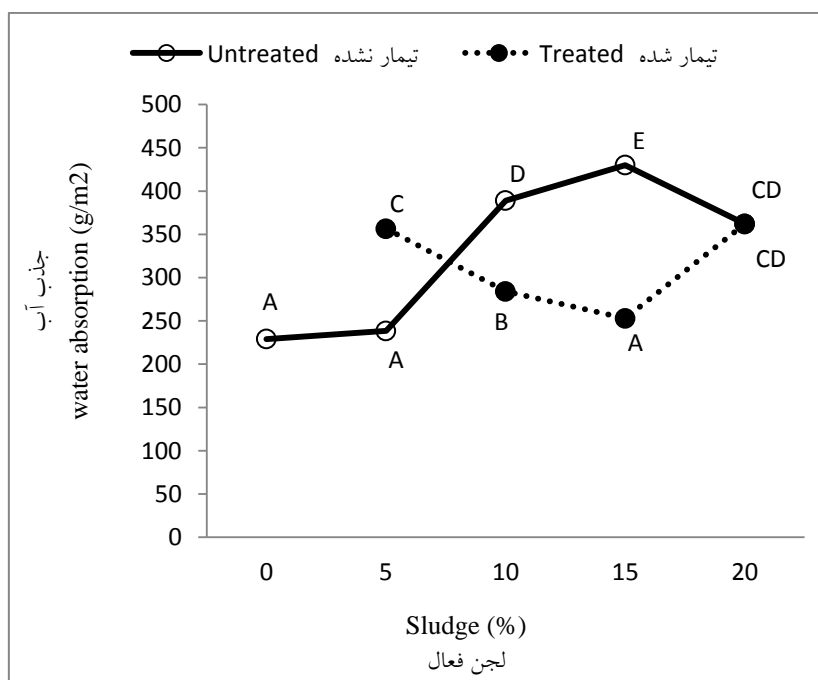 Untreated تیمار نشده Treated تیمار شده
500
450
400
350
300
250
200
150
100
50
0
جذب آب
water absorption (g/m2)
A
A
D
E
CD
C
B
A
CD
0 5 10 15 20
Sludge (%)
لجن فعال